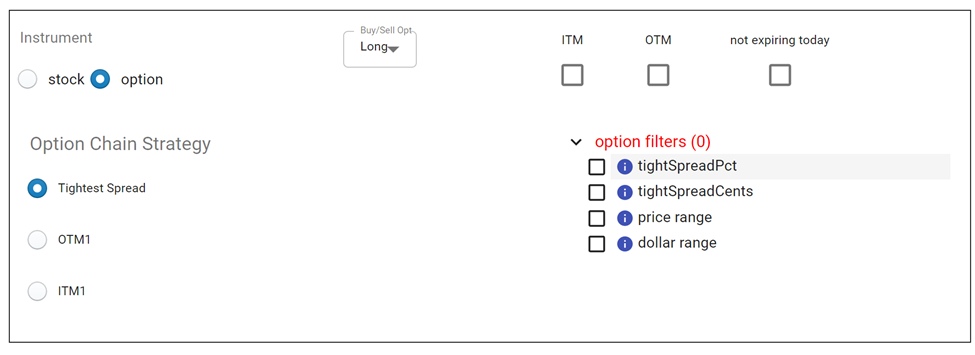 Instrument
Buy/Sell Opt
Long
ITM
OTM
not expiring today
stock
option
Option Chain Strategy
Tightest Spread
OTM1
ITM1
option filters (0)
tightSpreadPct
tightSpreadCents
price range
dollar range